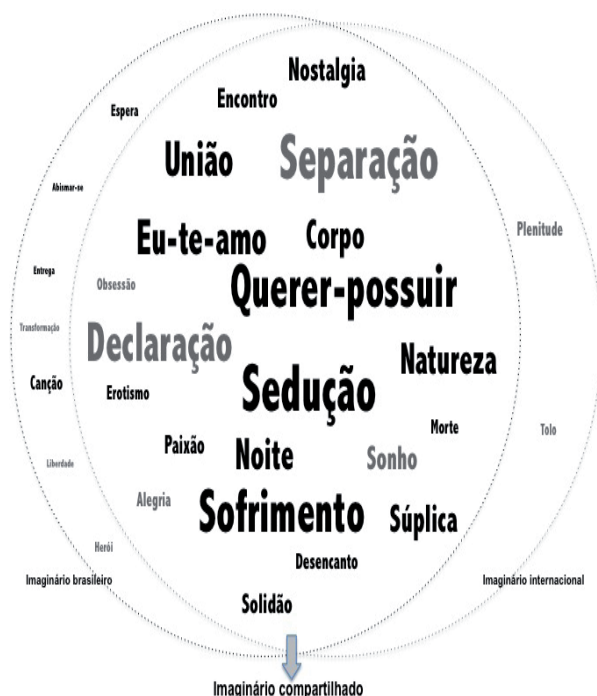 Nostalgia
Encontro
Espera
União
Separação
Abismar-se
Plenitude
Eu-te-amo
Corpo
Entrega
Obsessão
Querer-possuir
Transformação
Declaração
Natureza
Canção
Erotismo
Sedução
Morte
Tolo
Paixão
Noite
Sonho
Liberdade
Alegria
Sofrimento
Súplica
Herói
Desencanto
Imaginário brasileiro
Imaginário internacional
Solidão
Imaginário compartilhado